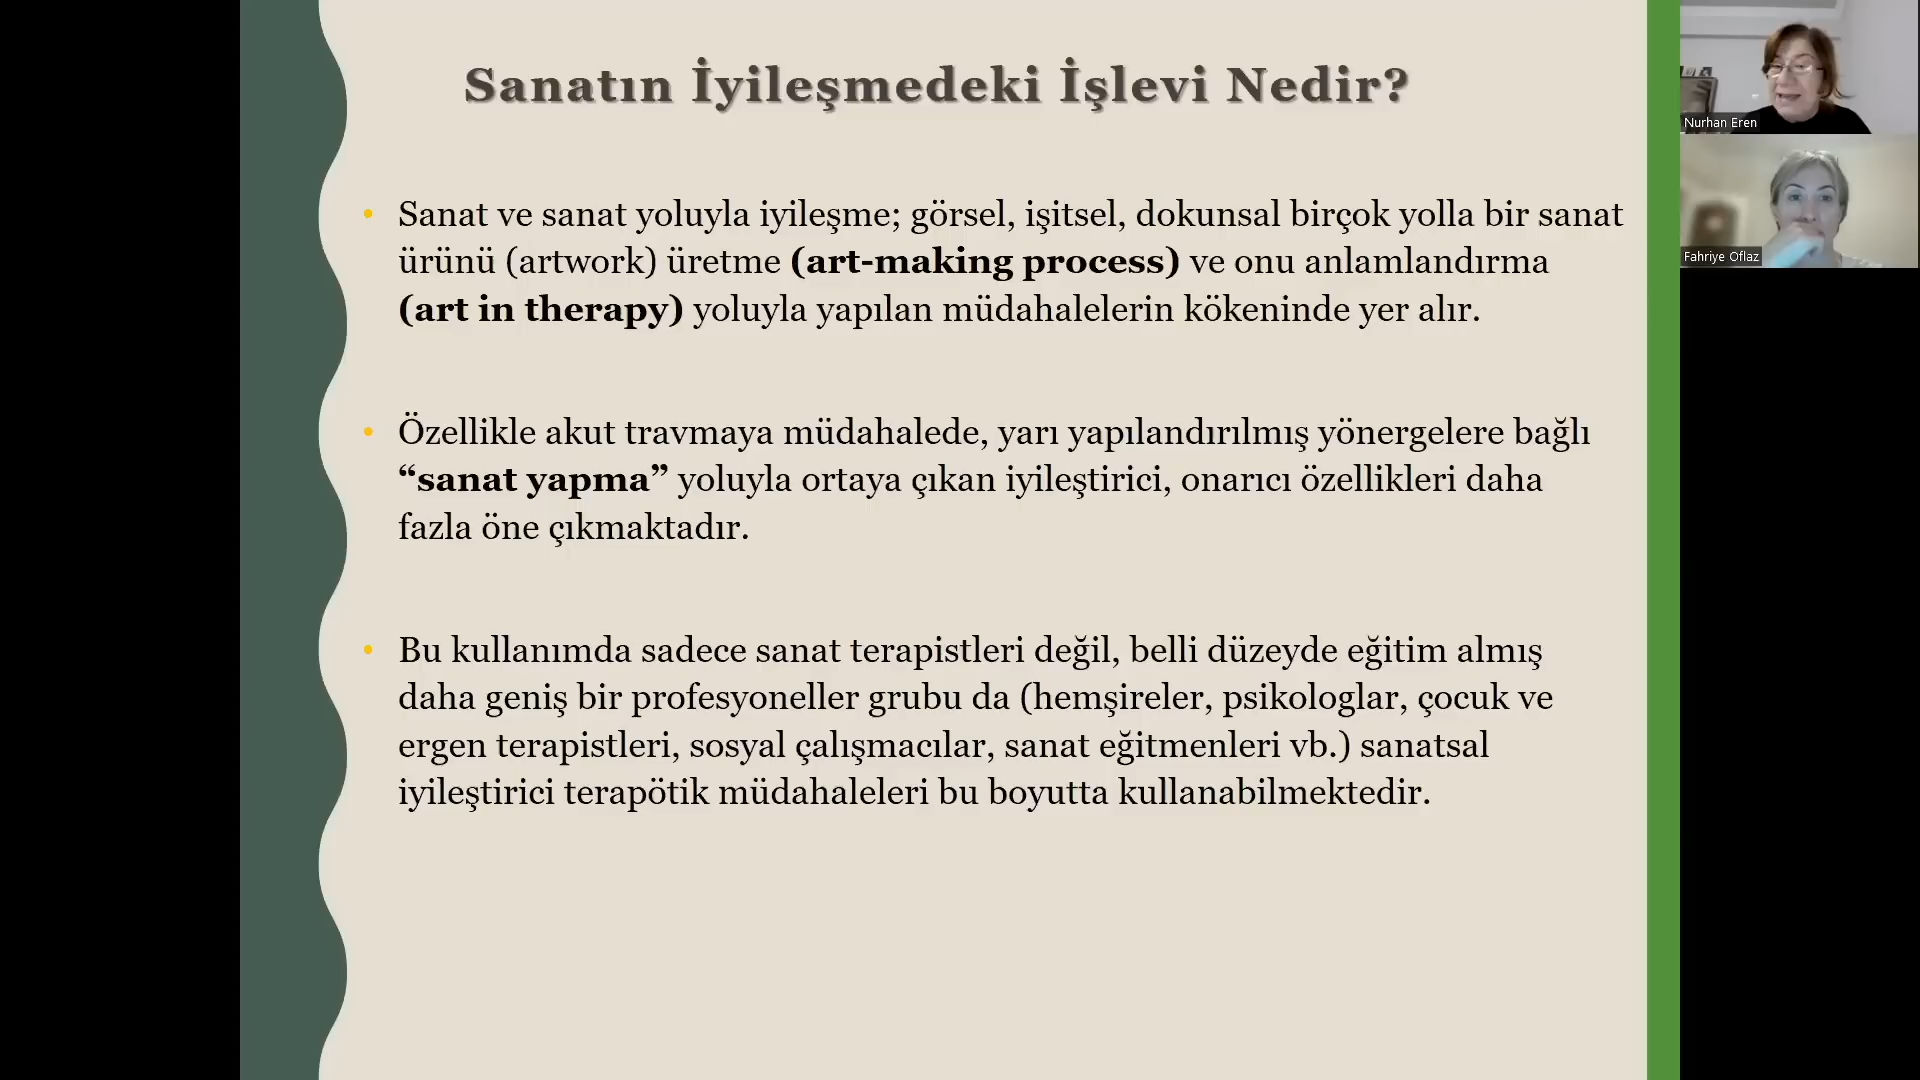 Sanatın İyileşmedeki İşlevi Nedir?
• Sanat ve sanat yoluyla iyileşme; görsel, işitsel, dokunsal birçok yolla bir sanat
ürünü (artwork) üretme (art-making process) ve onu anlamlandırma
(art in therapy) yoluyla yapılan müdahalelerin kökeninde yer alır.
• Özellikle akut travmaya müdahalede, yarı yapılandırılmış yönergelere bağlı
“sanat yapma” yoluyla ortaya çıkan iyileştirici, onarıcı özellikleri daha
fazla öne çıkmaktadır.
• Bu kullanımda sadece sanat terapistleri değil, belli düzeyde eğitim almış
daha geniş bir profesyoneller grubu da (hemşireler, psikologlar, çocuk ve
ergen terapistleri, sosyal çalışmacılar, sanat eğitmenleri vb.) sanatsal
iyileştirici terapötik müdahaleleri bu boyutta kullanabilmektedir.
Nurhan Eren
Fahriye Oflaz